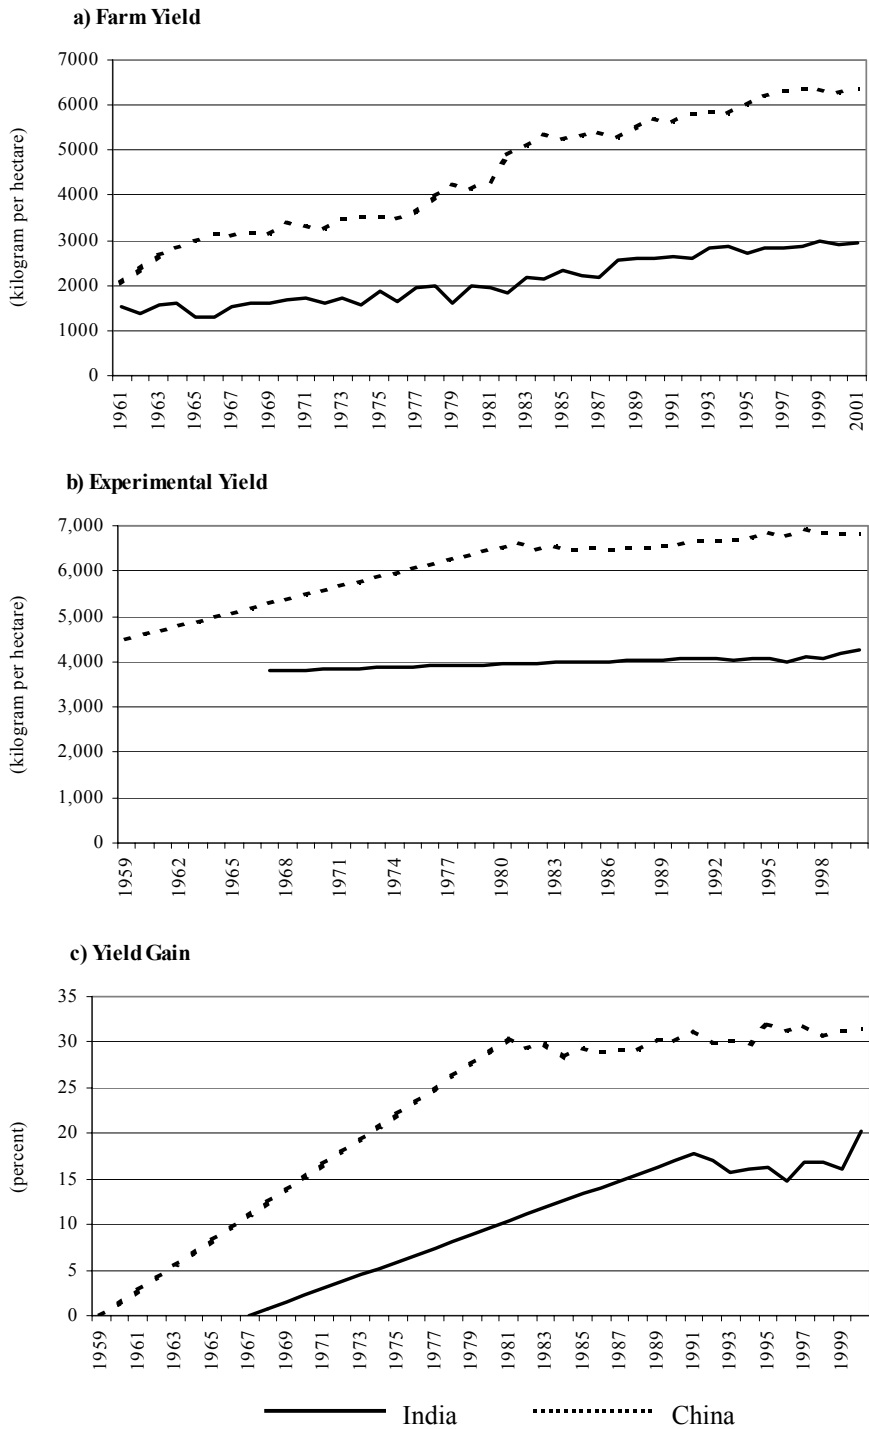 a) Farm Yield
(kilogram per hectare)
7000
6000
5000
4000
3000
2000
1000
0
1961 1963 1965 1967 1969 1971 1973 1975 1977 1979 1981 1983 1985 1987 1989 1991 1993 1995 1997 1999 2001
b) Experimental Yield
(kilogram per hectare)
7,000
6,000
5,000
4,000
3,000
2,000
1,000
0
1959 1962 1965 1968 1971 1974 1977 1980 1983 1986 1989 1992 1995 1998
c) Yield Gain
(percent)
35
30
25
20
15
10
5
0
1959 1961 1963 1965 1967 1969 1971 1973 1975 1977 1979 1981 1983 1985 1987 1989 1991 1993 1995 1997 1999
India China